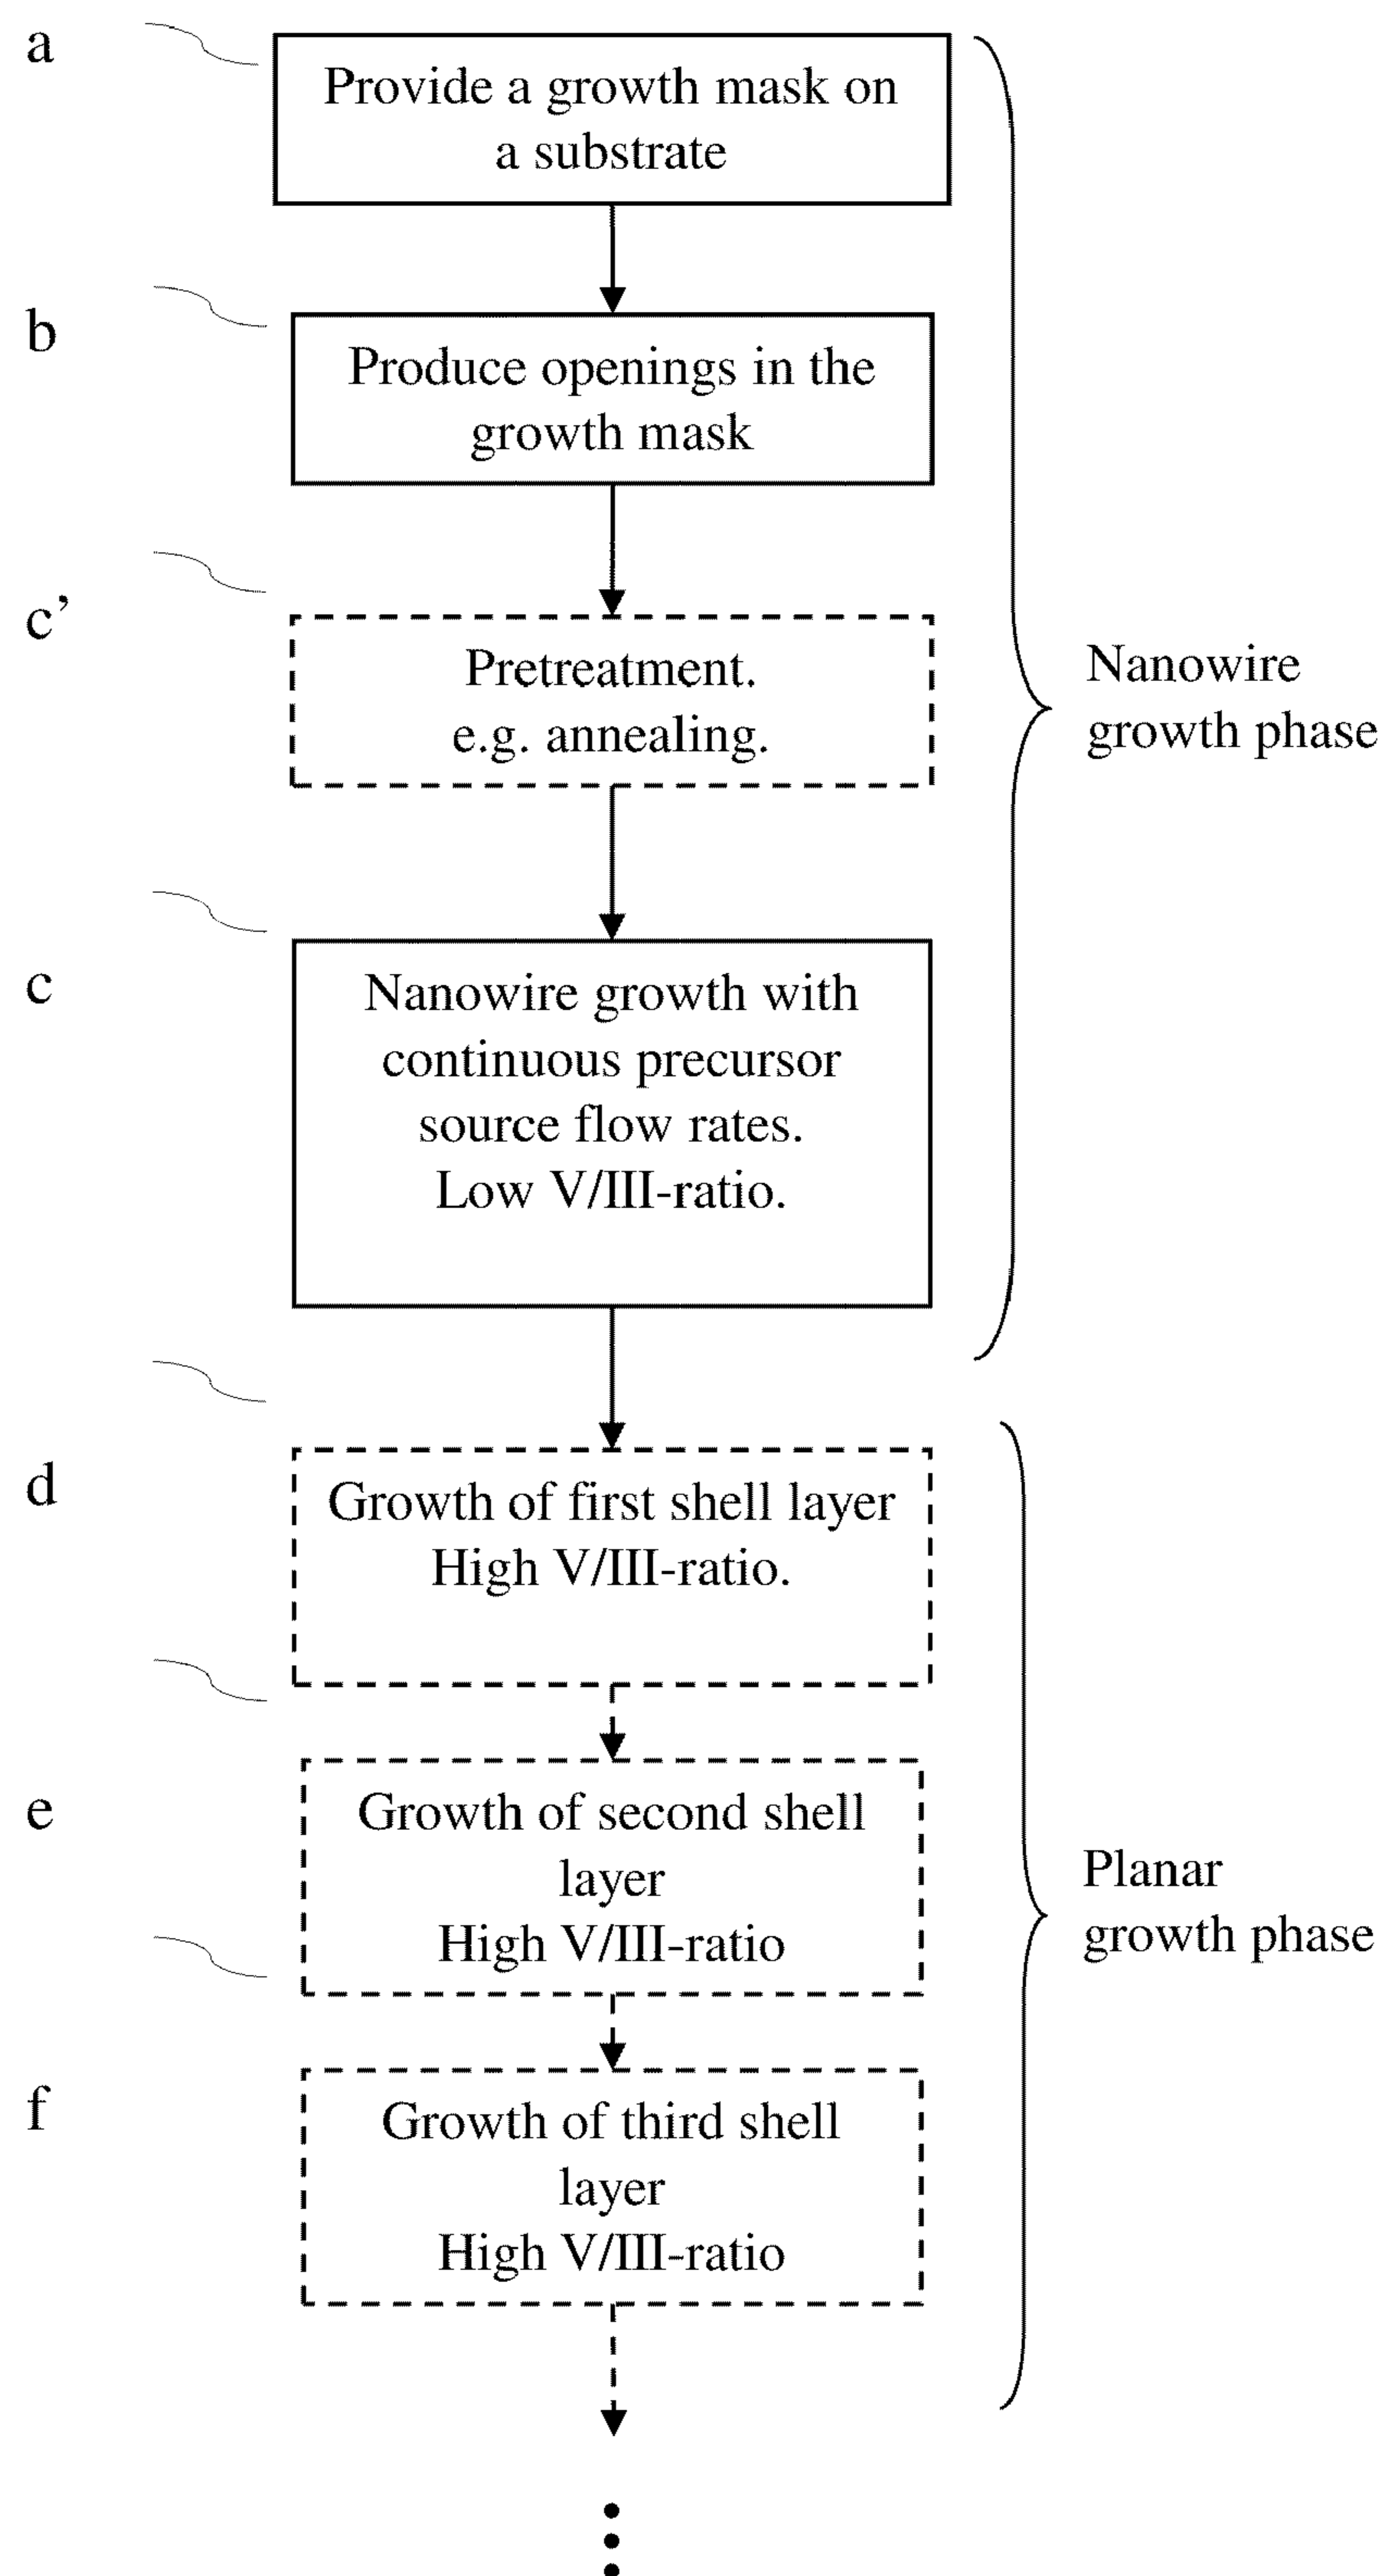 a
Provide a growth mask on
a substrate
b
Produce openings in the
growth mask
c’
Pretreatment.
e.g. annealing.
Nanowire
growth phase
c
Nanowire growth with
continuous precursor
source flow rates.
Low V/III-ratio.
d
Growth of first shell layer
High V/III-ratio.
e
Growth of second shell
layer
High V/III-ratio
Planar
growth phase
f
Growth of third shell
layer
High V/III-ratio